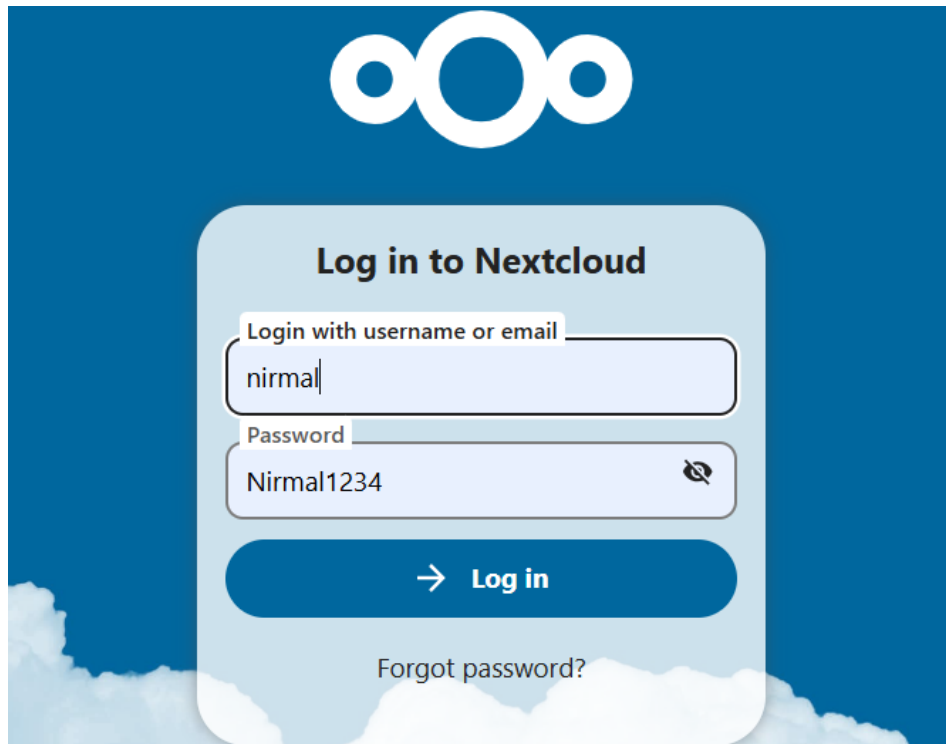 Log in to Nextcloud
Login with username or email
nirmal
Password
Nirmal1234
Log in
Forgot password?